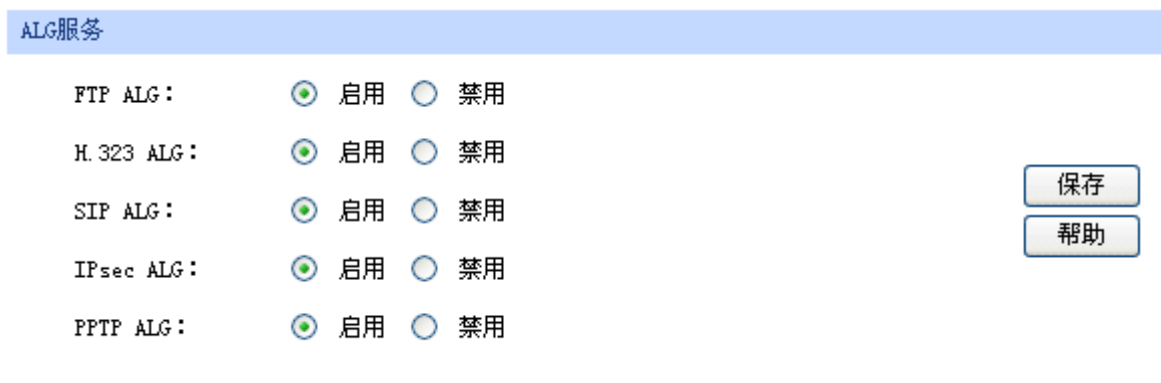 ALG服务
FTP ALG： 启用 禁用
H.323 ALG： 启用 禁用
SIP ALG： 启用 禁用
IPsec ALG： 启用 禁用
PPTP ALG： 启用 禁用
保存
帮助